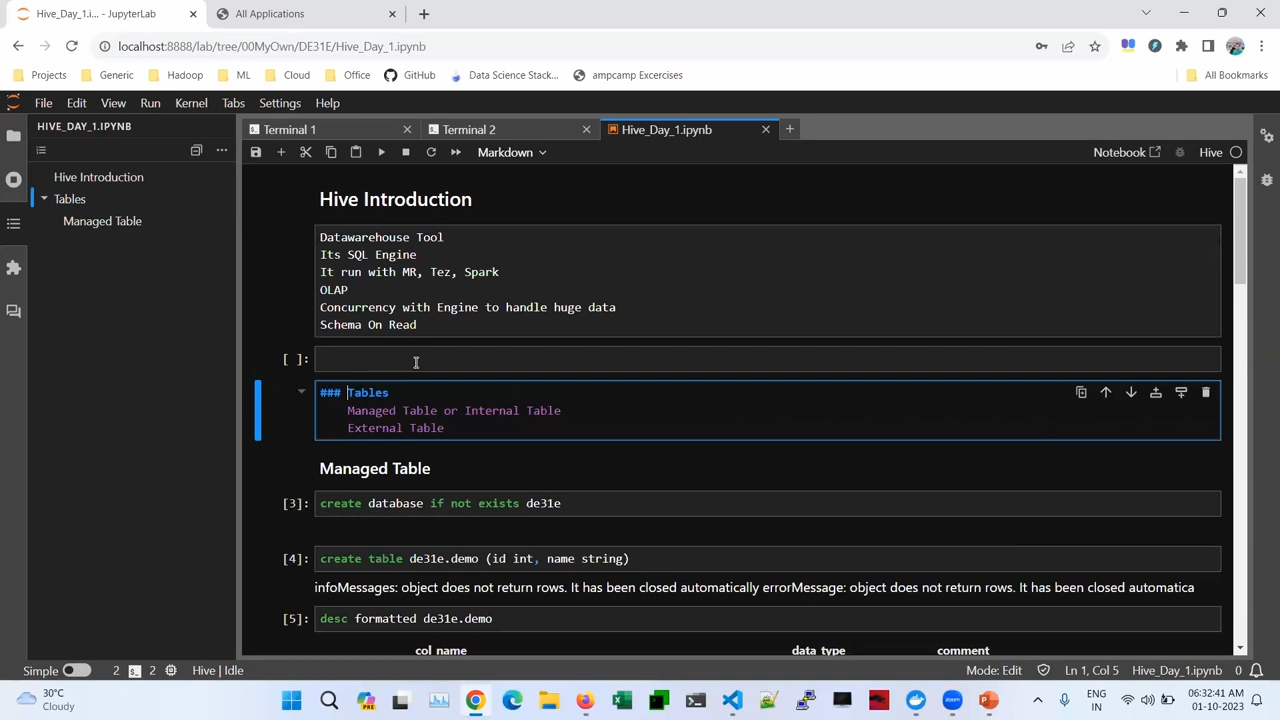 Hive_Day_1.i... - JupyterLab
All Applications
localhost:8888/lab/tree/00MyOwn/DE31E/Hive_Day_1.ipynb
Projects
Generic
Hadoop
ML
Cloud
Office
GitHub
Data Science Stack...
ampcamp Excercises
All Bookmarks
File
Edit
View
Run
Kernel
Tabs
Settings
Help
HIVE_DAY_1.IPYNB
Terminal 1
Terminal 2
Hive_Day_1.ipynb
Markdown
Notebook
Hive
Hive Introduction
Tables
Managed Table
Hive Introduction
Datawarehouse Tool
Its SQL Engine
It run with MR, Tez, Spark
OLAP
Concurrency with Engine to handle huge data
Schema On Read
[ ]:
### Tables
Managed Table or Internal Table
External Table
Managed Table
[3]: create database if not exists de31e
[4]: create table de31e.demo (id int, name string)
infoMessages: object does not return rows. It has been closed automatically errorMessage: object does not return rows. It has been closed automatica
[5]: desc formatted de31e.demo
col_name data_type comment
Simple 2 2 Hive | Idle
Mode: Edit Ln 1, Col 5 Hive_Day_1.ipynb 0
30°C
Cloudy
PRE
ENG
IN
06:32:41 AM
01-10-2023